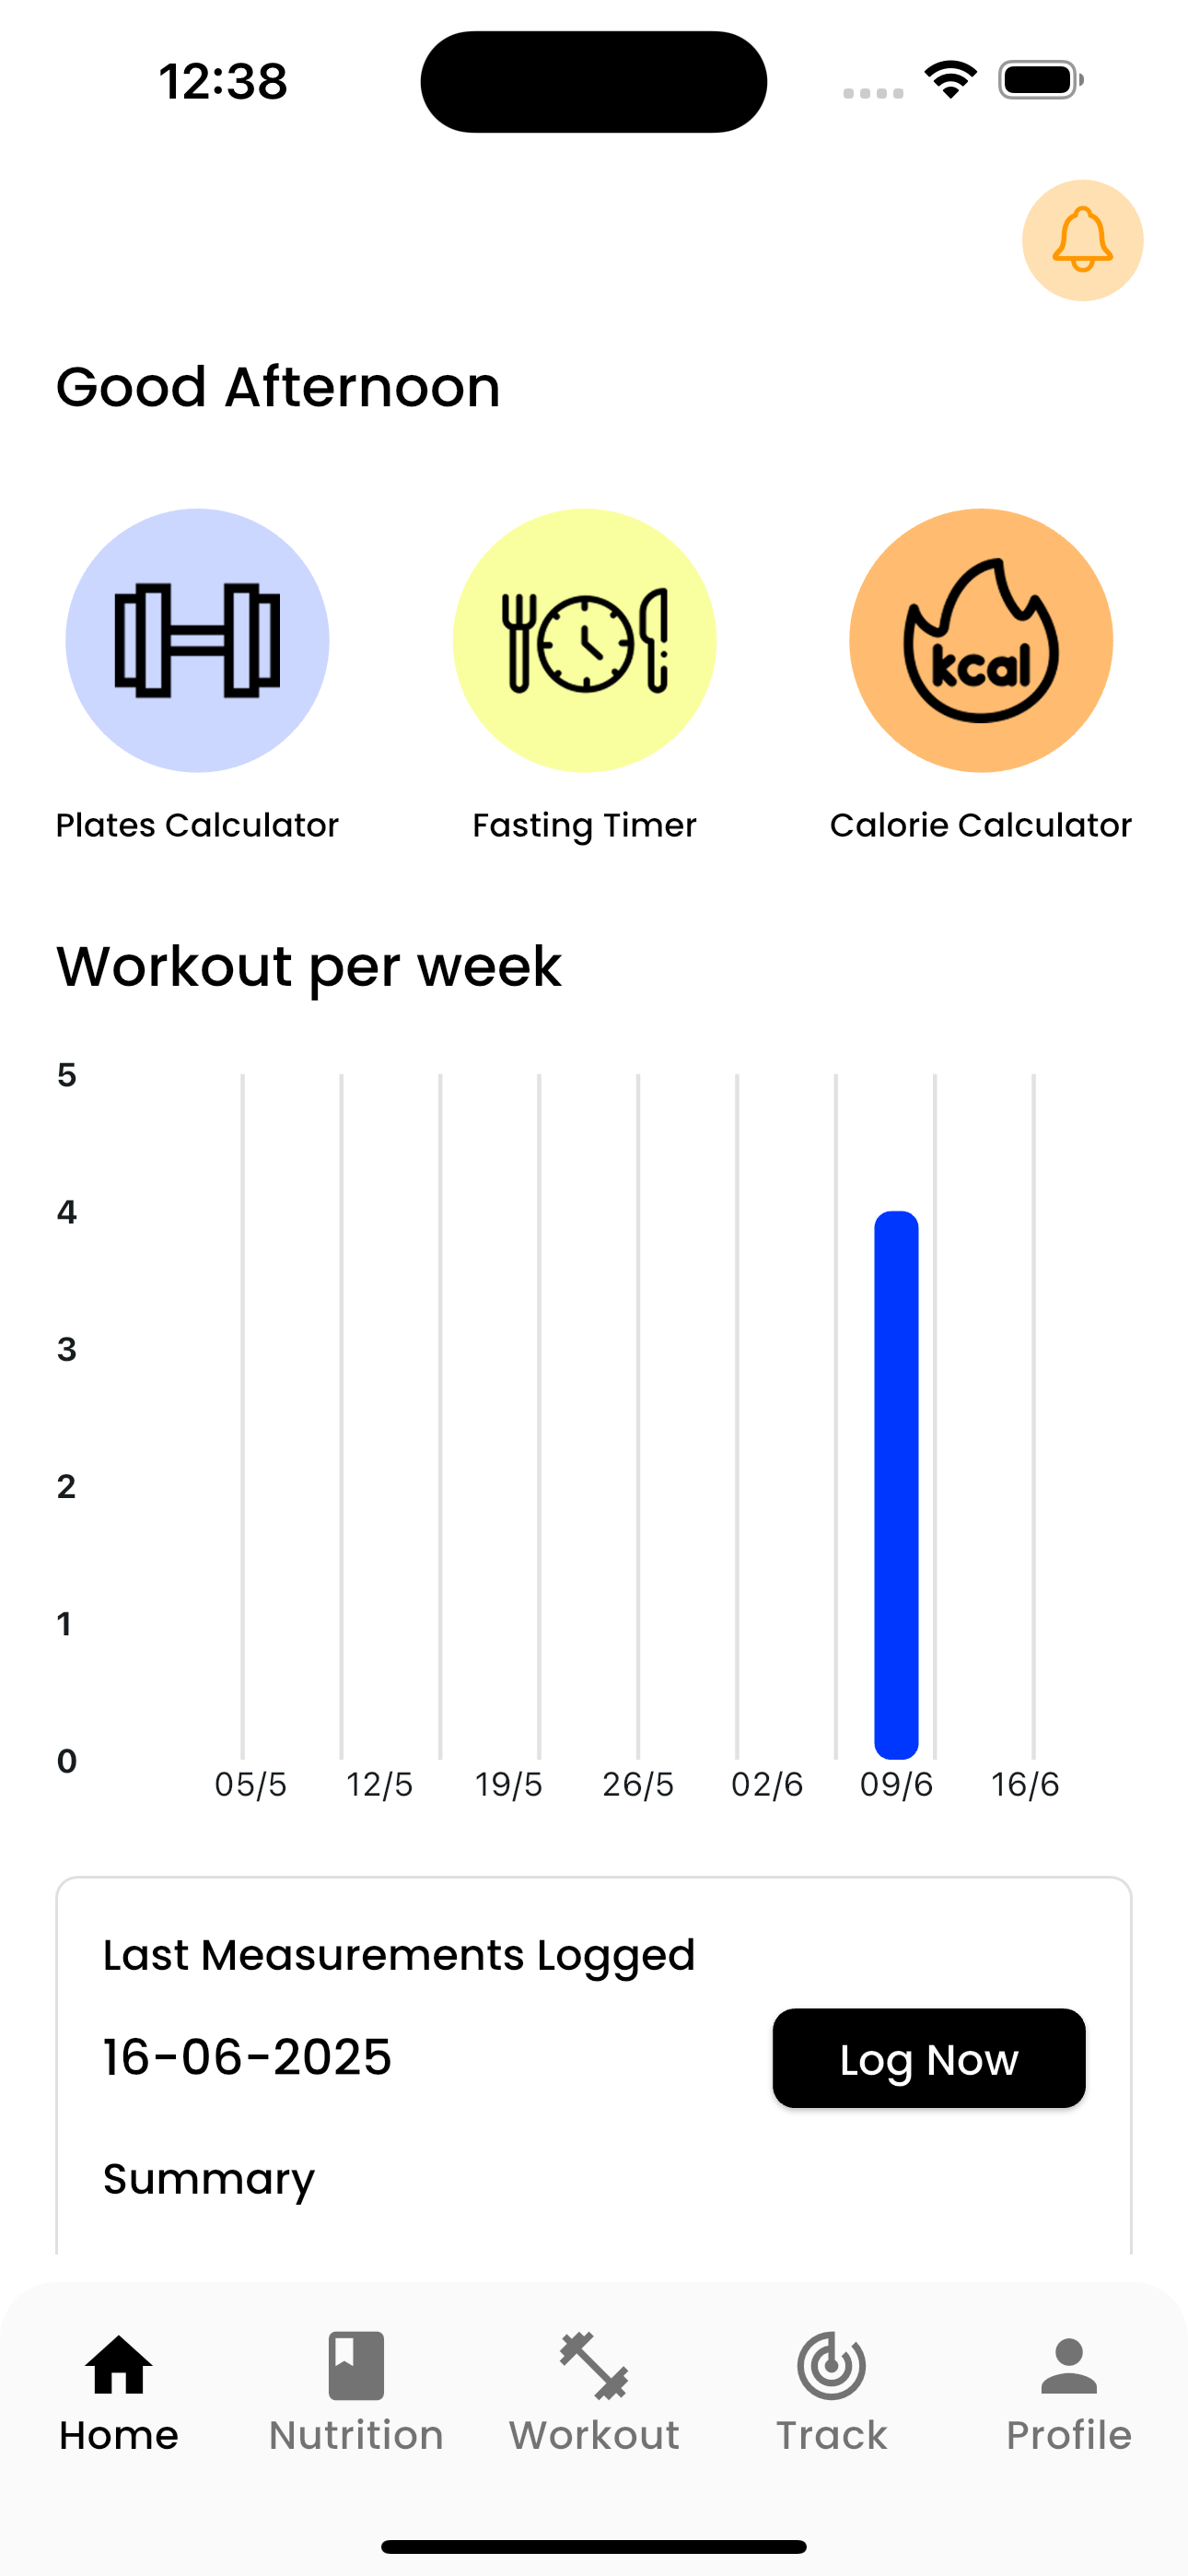 12:38
Good Afternoon
kcal
Plates Calculator
Fasting Timer
Calorie Calculator
Workout per week
5
4
3
2
1
0
05/5
12/5
19/5
26/5
02/6
09/6
16/6
Last Measurements Logged
16-06-2025
Log Now
Summary
Home
Nutrition
Workout
Track
Profile